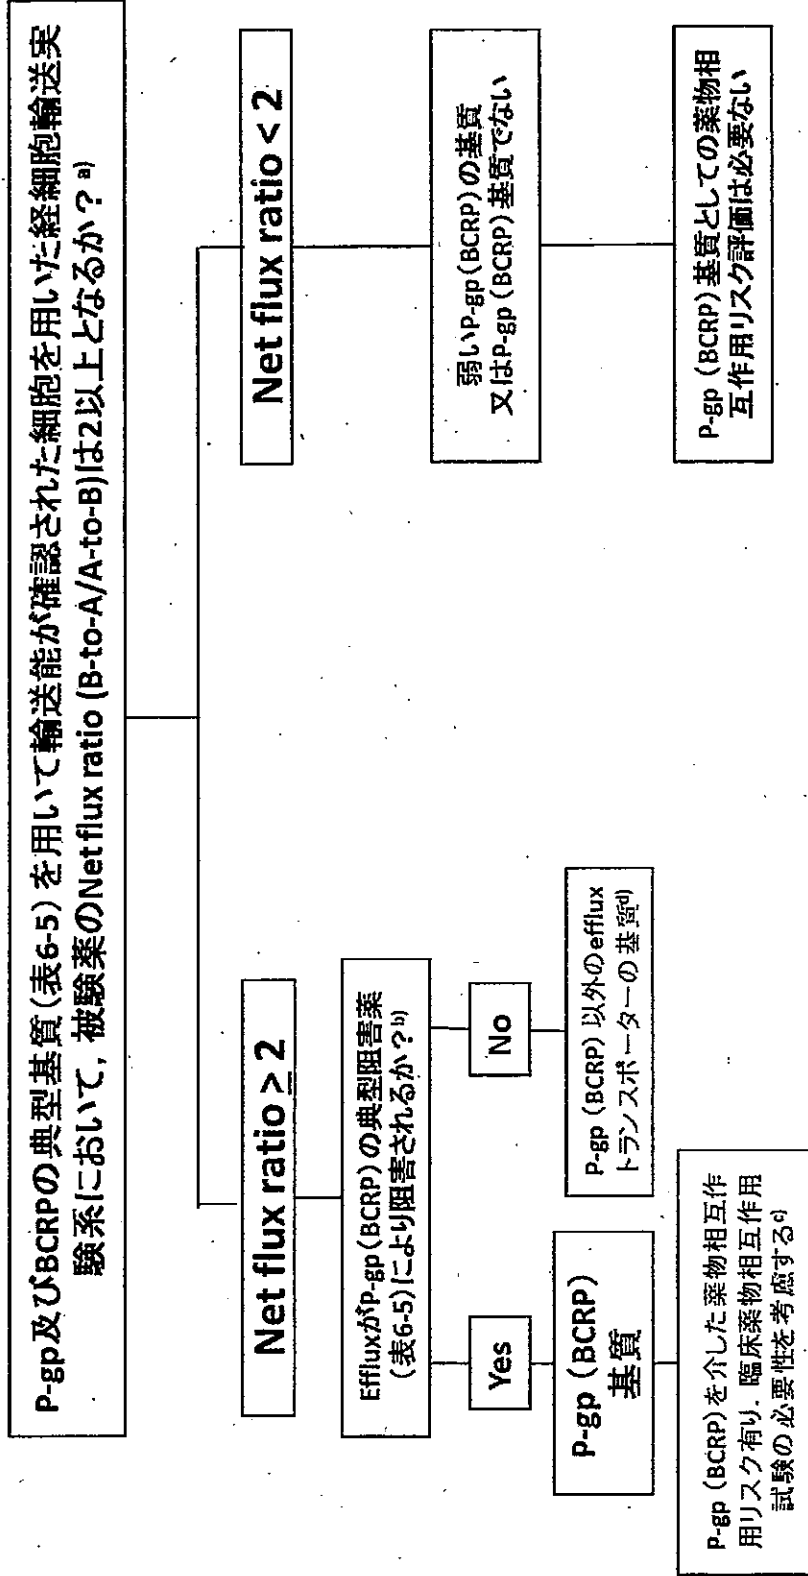 P-gp及びBCRPの典型基質(表6-5)を用いて輸送能が確認された細胞を用いた経細胞輸送実
験系において,被験薬のNet flux ratio (B-to-A/A-to-B)は2以上となるか? a)
Net flux ratio ≥ 2
EffluxがP-gp(BCRP)の典型阻害薬
(表6-5)により阻害されるか? b)
Yes
P-gp (BCRP)
基質
P-gp (BCRP)を介した薬物相互作
用リスク有り. 臨床薬物相互作用
試験の必要性を考慮する c)
No
P-gp (BCRP) 以外のefflux
トランスポーターの基質 d)
Net flux ratio < 2
弱いP-gp(BCRP)の基質
又はP-gp(BCRP)基質でない
P-gp (BCRP)基質としての薬物相
互作用リスク評価は必要ない